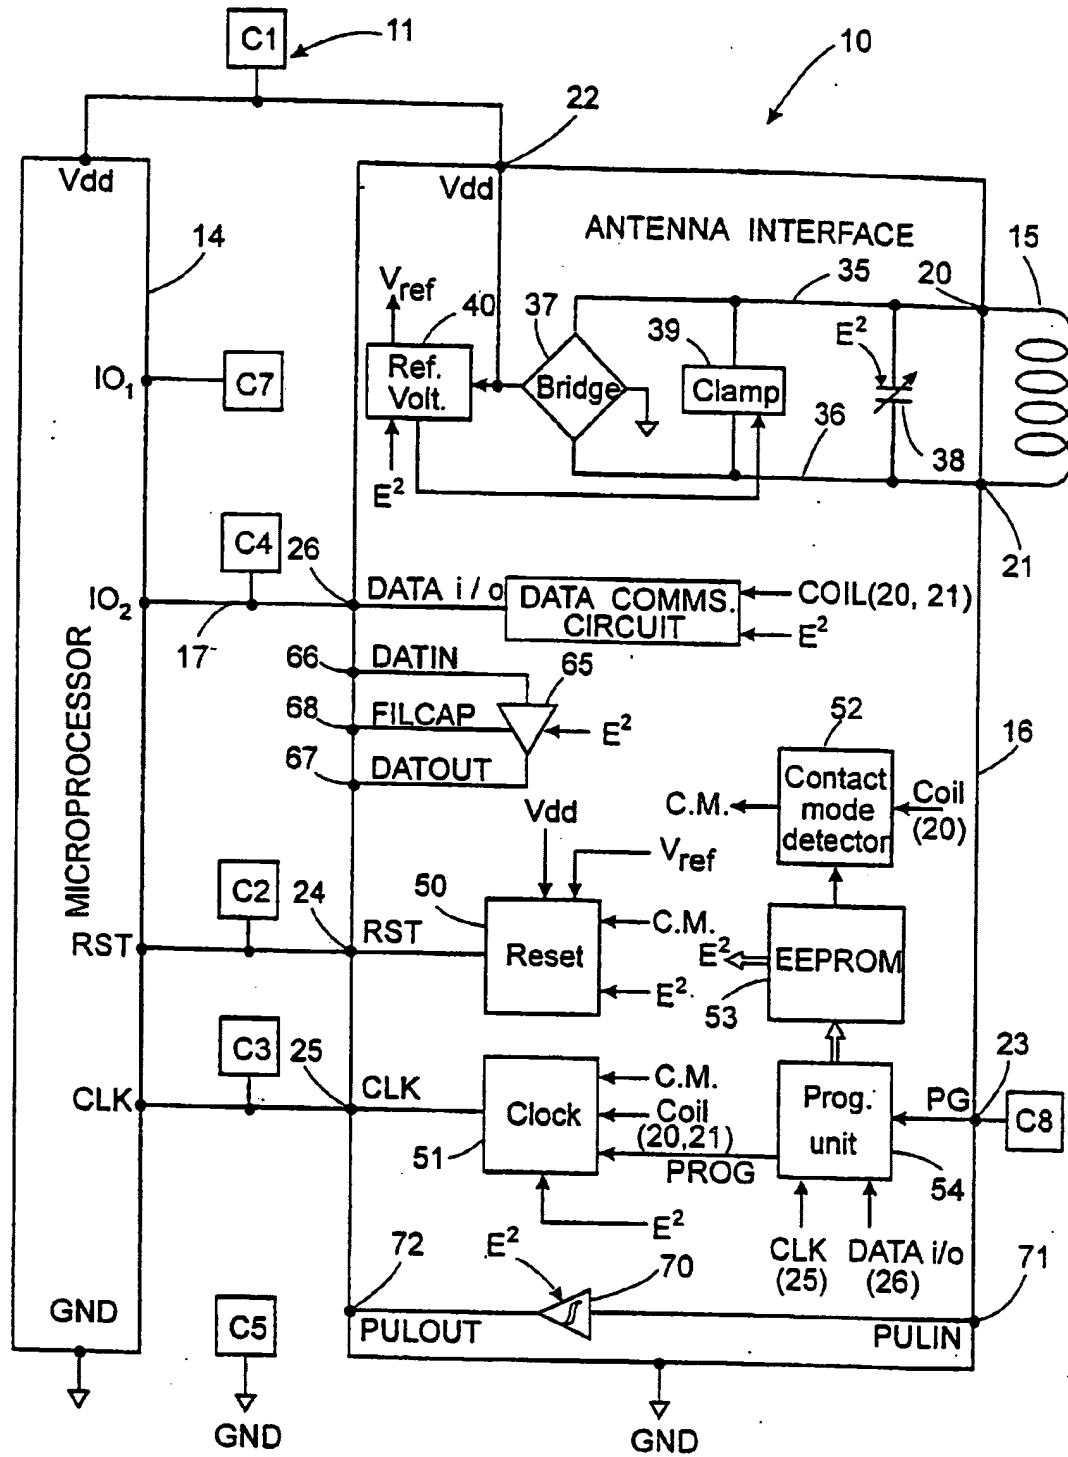 C1
11
10
22
Vdd
Vdd
ANTENNA INTERFACE
14
15
20
35
Vref
40
37
39
E²
Ref.
Volt.
Bridge
Clamp
IO1
C7
36
38
E²
21
C4
26
IO2
DATA i / o
DATA COMMS.
CIRCUIT
COIL(20, 21)
E²
17
66
DATIN
65
68
FILCAP
E²
52
16
67
DATOUT
MICROPROCESSOR
Vdd
Vref
C.M.
Contact
mode
detector
Coil
(20)
C2
24
50
RST
RST
Reset
C.M.
E²
E²
EEPROM
53
C3
25
23
CLK
CLK
Clock
51
C.M.
Coil
(20,21)
PROG
E²
Prog.
unit
PG
C8
54
CLK
(25)
DATA i/o
(26)
72
E²
70
71
GND
C5
PULOUT
PULIN
GND
GND